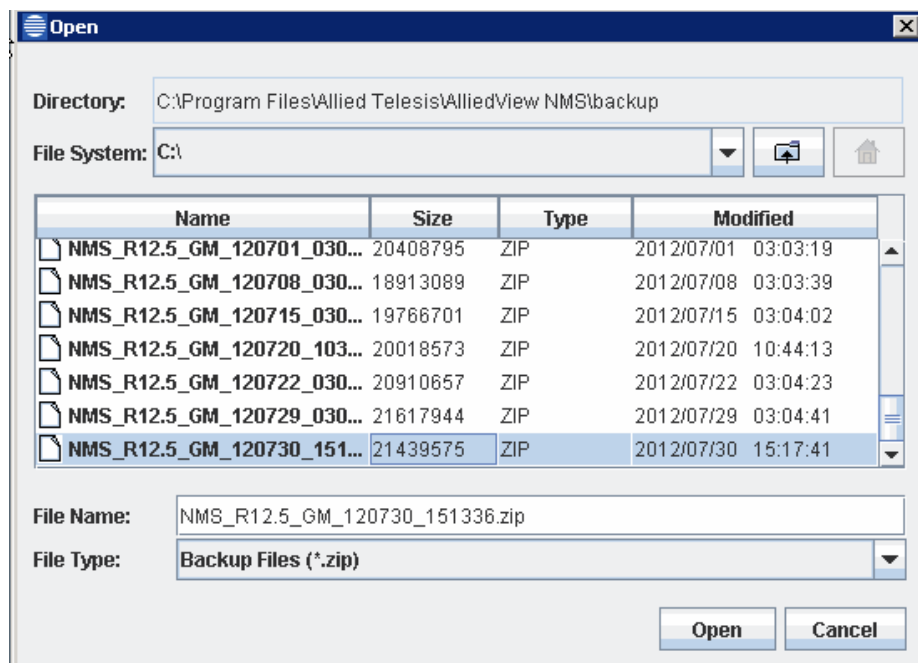 Open
Directory: C:\Program Files\Allied Telesis\AlliedView NMS\backup
File System: C:\
Name Size Type Modified
NMS_R12.5_GM_120701_030... 20408795 ZIP 2012/07/01 03:03:19
NMS_R12.5_GM_120708_030... 18913089 ZIP 2012/07/08 03:03:39
NMS_R12.5_GM_120715_030... 19766701 ZIP 2012/07/15 03:04:02
NMS_R12.5_GM_120720_103... 20018573 ZIP 2012/07/20 10:44:13
NMS_R12.5_GM_120722_030... 20910657 ZIP 2012/07/22 03:04:23
NMS_R12.5_GM_120729_030... 21617944 ZIP 2012/07/29 03:04:41
NMS_R12.5_GM_120730_151... 21439575 ZIP 2012/07/30 15:17:41
File Name: NMS_R12.5_GM_120730_151336.zip
File Type: Backup Files (*.zip)
Open Cancel